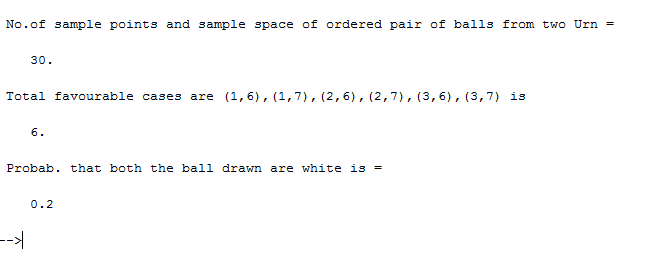 No.of sample points and sample space of ordered pair of balls from two Urn =
30.
Total favourable cases are (1,6),(1,7),(2,6),(2,7),(3,6),(3,7) is
6.
Probab. that both the ball drawn are white is =
0.2
-->